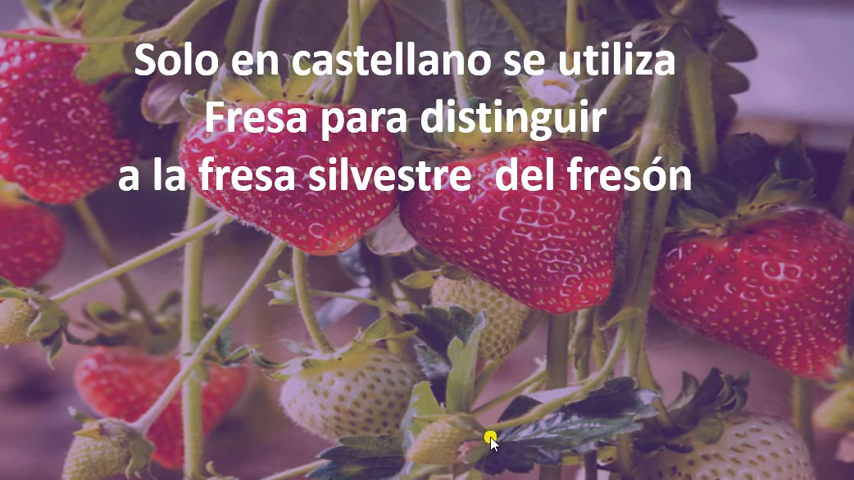 Solo en castellano se utiliza
Fresa para distinguir
a la fresa silvestre  del fresón